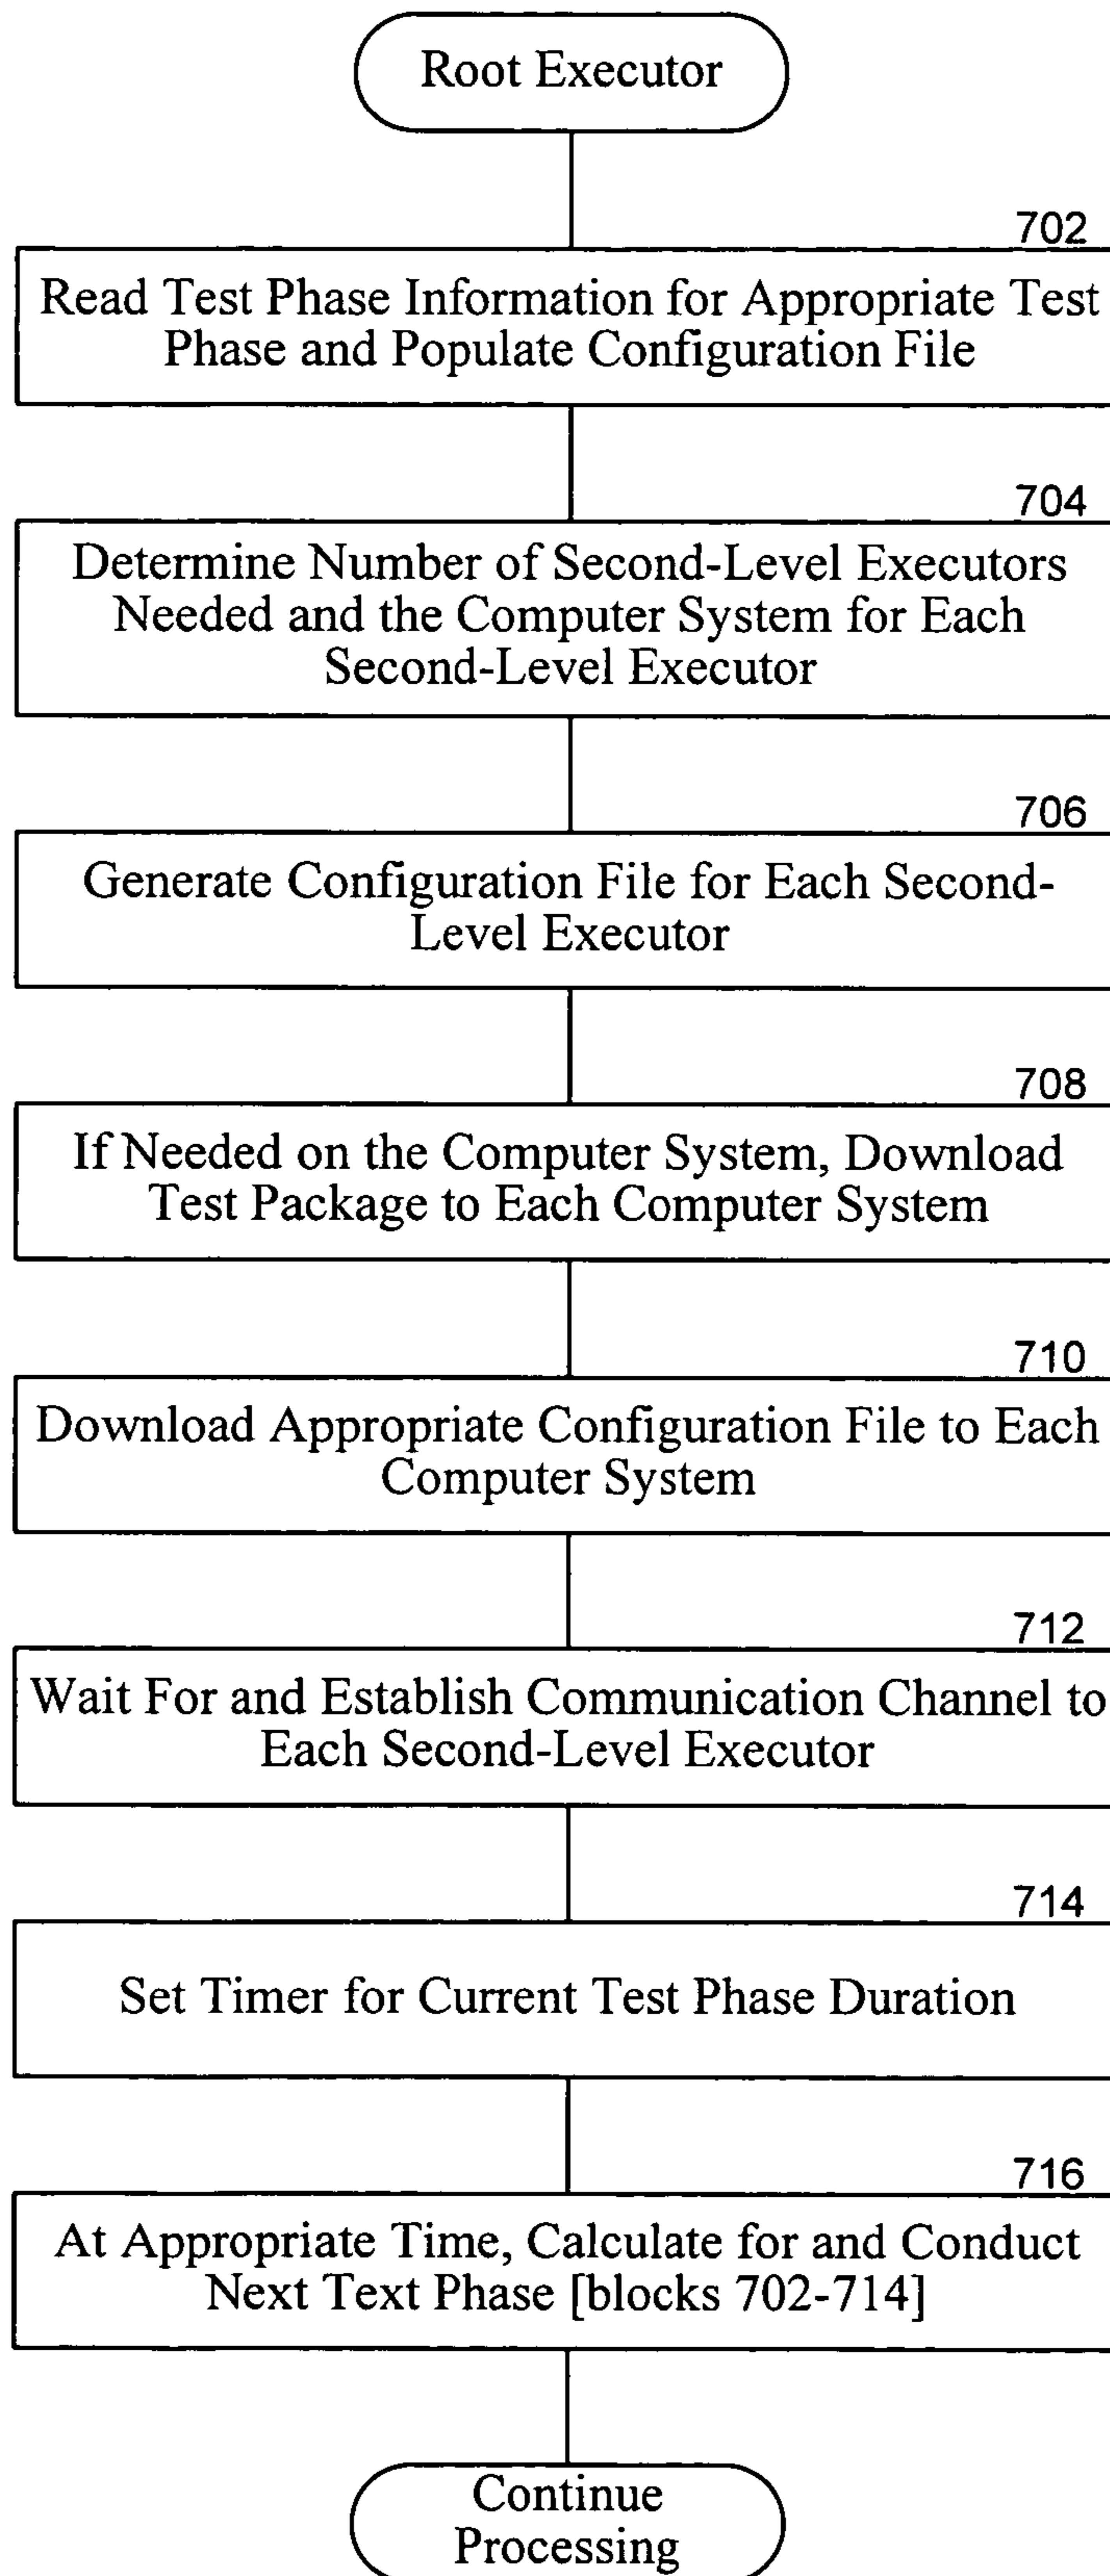 Root Executor
702
Read Test Phase Information for Appropriate Test
Phase and Populate Configuration File
704
Determine Number of Second-Level Executors
Needed and the Computer System for Each
Second-Level Executor
706
Generate Configuration File for Each Second-
Level Executor
708
If Needed on the Computer System, Download
Test Package to Each Computer System
710
Download Appropriate Configuration File to Each
Computer System
712
Wait For and Establish Communication Channel to
Each Second-Level Executor
714
Set Timer for Current Test Phase Duration
716
At Appropriate Time, Calculate for and Conduct
Next Text Phase [blocks 702-714]
Continue
Processing